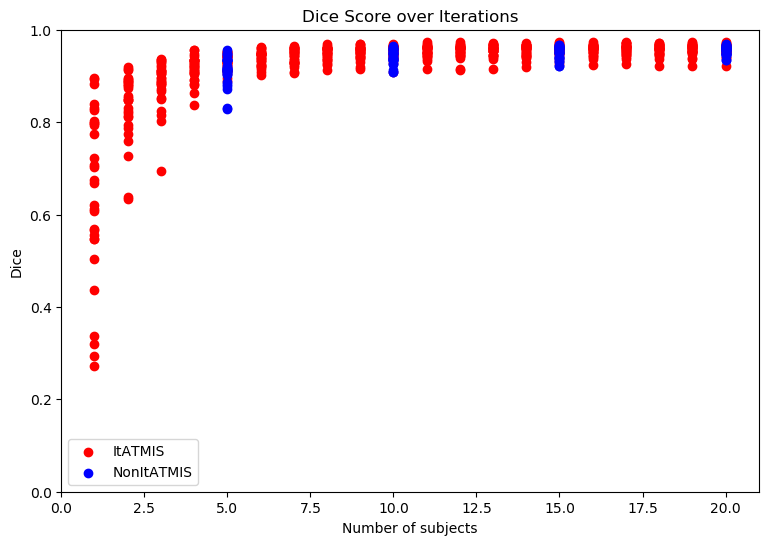 Dice Score over Iterations
Dice
1.0
0.8
0.6
0.4
0.2
0.0
ItATMIS
NonItATMIS
0.0 2.5 5.0 7.5 10.0 12.5 15.0 17.5 20.0
Number of subjects